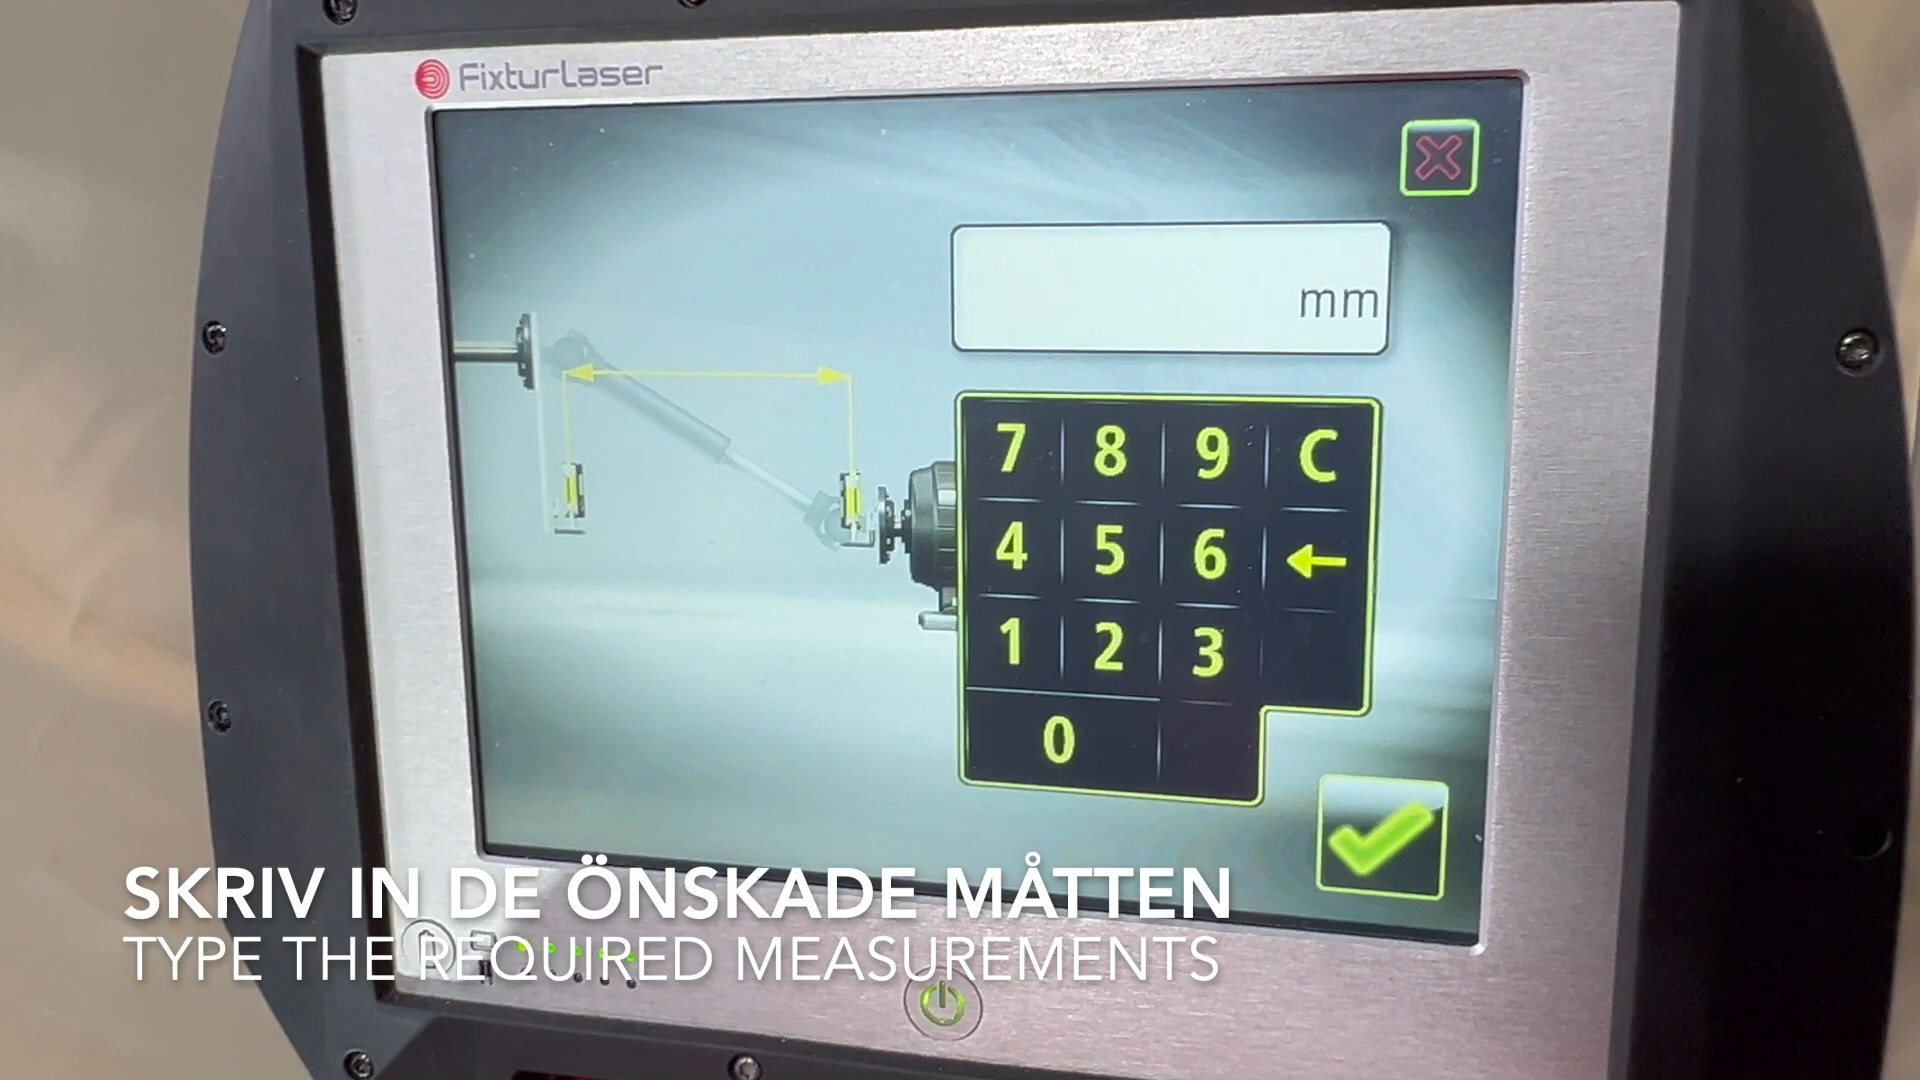 FIXTURLASER
mm
7 8 9 C
4 5 6
1 2 3
0
SKRIV IN DE ÖNSKADE MÅTTEN
TYPE THE REQUIRED MEASUREMENTS